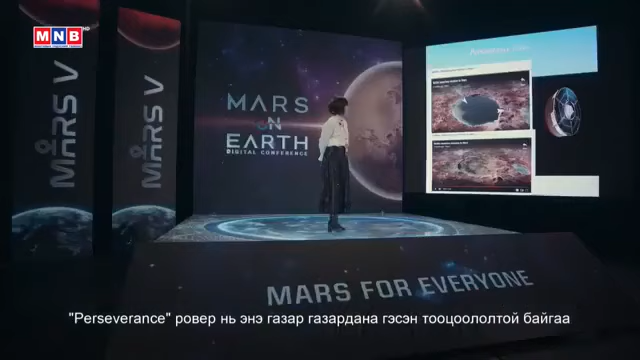 MNB
MARS V
MARS V
MARS
ON
EARTH
DIGITAL CONFERENCE
MARS FOR EVERYONE
"Perseverance" ровер нь энэ газар газардана гэсэн тооцоололтой байгаа